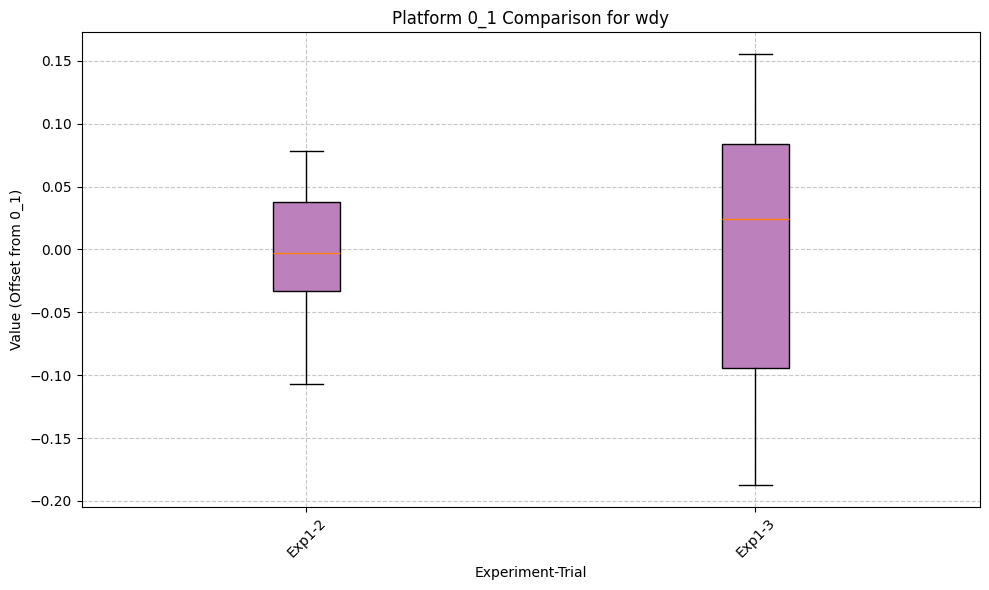 Platform 0_1 Comparison for wdy
0.15
0.10
0.05
0.00
−0.05
−0.10
−0.15
−0.20
Value (Offset from 0_1)
Exp1-2
Exp1-3
Experiment-Trial